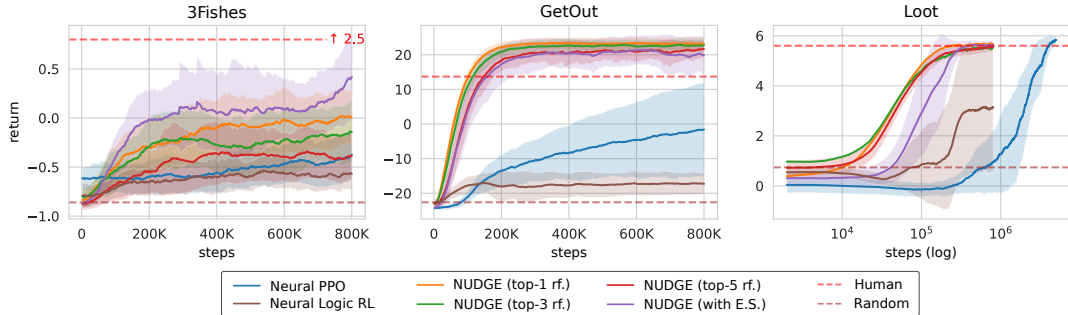 3Fishes
GetOut
Loot
↑ 2.5
return
0.5
0.0
−0.5
−1.0
0
200K
400K
600K
800K
steps
20
10
0
−10
−20
0
200K
400K
600K
800K
steps
6
4
2
0
10⁴
10⁵
10⁶
steps (log)
Neural PPO
Neural Logic RL
NUDGE (top-1 rf.)
NUDGE (top-3 rf.)
NUDGE (top-5 rf.)
NUDGE (with E.S.)
Human
Random